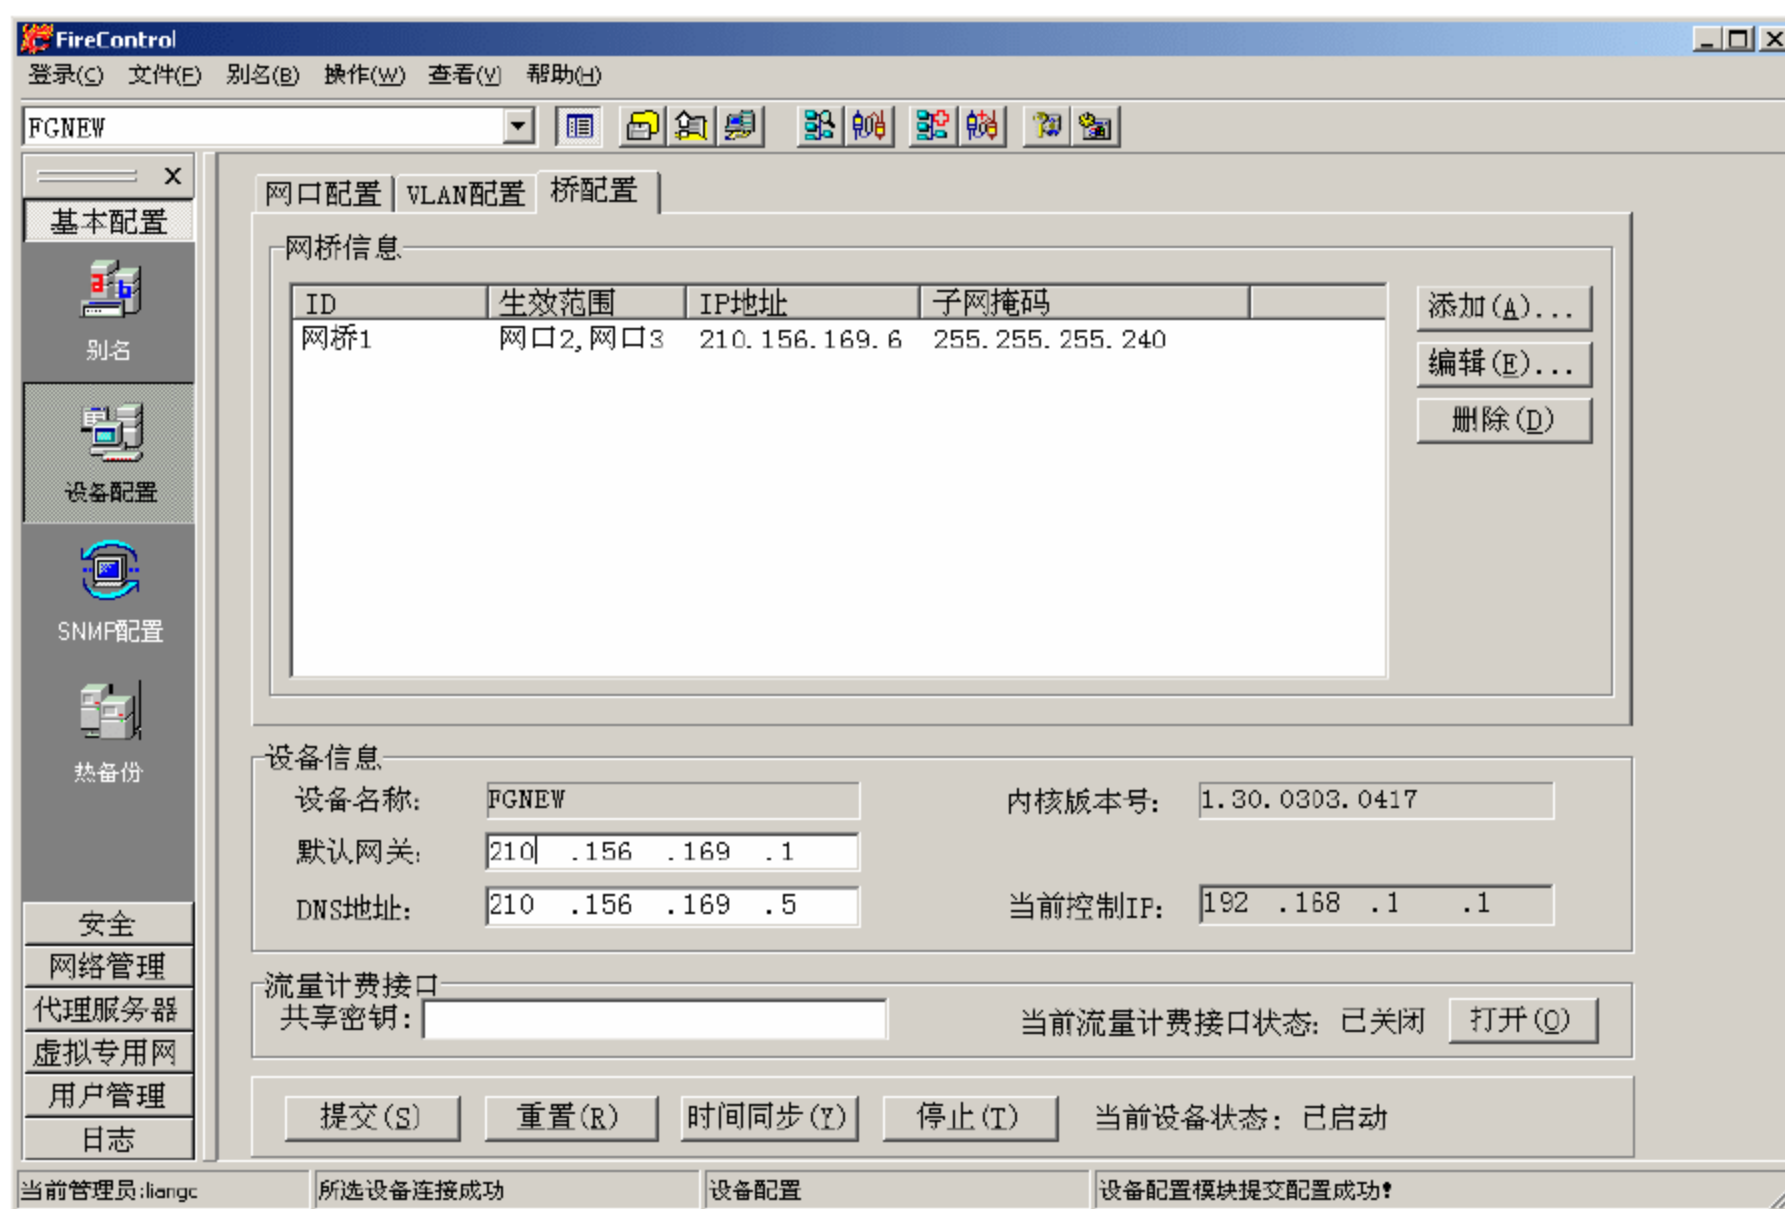 FireControl
登录(C) 文件(F) 别名(B) 操作(W) 查看(V) 帮助(H)
FGNEW
基本配置
别名
设备配置
SNMP配置
热备份
安全
网络管理
代理服务器
虚拟专用网
用户管理
日志
网口配置 VLAN配置 桥配置
网桥信息
ID 生效范围 IP地址 子网掩码
网桥1 网口2,网口3 210.156.169.6 255.255.255.240
添加(A)...
编辑(E)...
删除(D)
设备信息
设备名称: FGNEW 内核版本号: 1.30.0303.0417
默认网关: 210 .156 .169 .1
DNS地址: 210 .156 .169 .5 当前控制IP: 192 .168 .1 .1
流量计费接口
共享密钥: 当前流量计费接口状态: 已关闭 打开(O)
提交(S) 重置(R) 时间同步(Y) 停止(T) 当前设备状态: 已启动
当前管理员:liangc 所选设备连接成功 设备配置 设备配置模块提交配置成功!